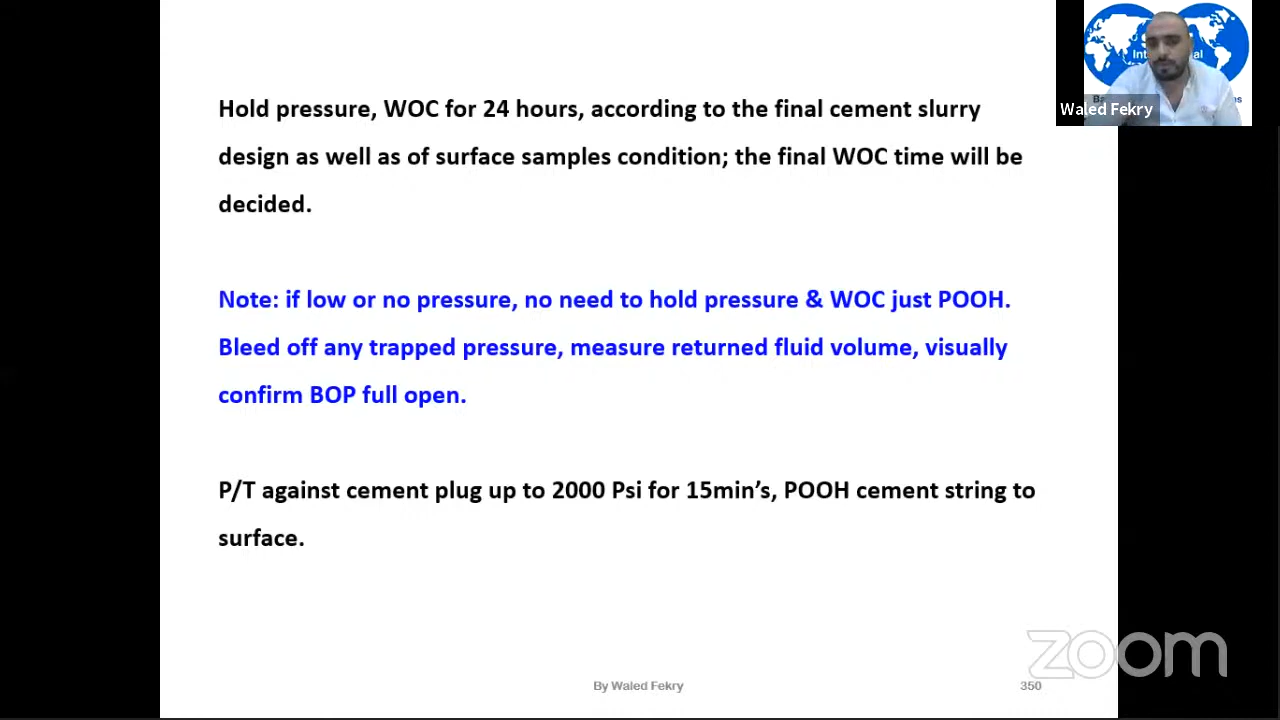 Hold pressure, WOC for 24 hours, according to the final cement slurry
design as well as of surface samples condition; the final WOC time will be
decided.
Note: if low or no pressure, no need to hold pressure & WOC just POOH.
Bleed off any trapped pressure, measure returned fluid volume, visually
confirm BOP full open.
P/T against cement plug up to 2000 Psi for 15min’s, POOH cement string to
surface.
By Waled Fekry
350
Waled Fekry
zoom